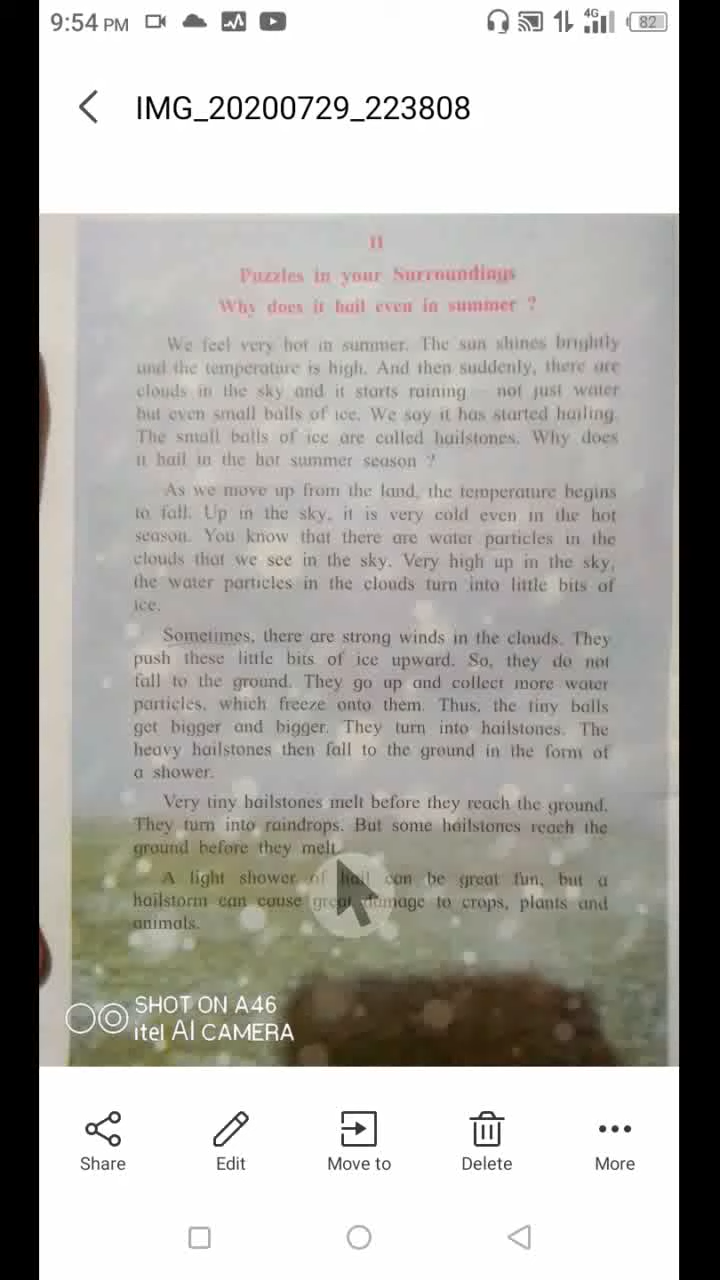 9:54 PM
4G
82
IMG_20200729_223808
II
Puzzles in your Surroundings
Why does it hail even in summer ?
We feel very hot in summer. The sun shines brightly
and the temperature is high. And then suddenly, there are
clouds in the sky and it starts raining – not just water
but even small balls of ice. We say it has started hailing.
The small balls of ice are called hailstones. Why does
it hail in the hot summer season ?
As we move up from the land, the temperature begins
to fall. Up in the sky, it is very cold even in the hot
season. You know that there are water particles in the
clouds that we see in the sky. Very high up in the sky,
the water particles in the clouds turn into little bits of
ice.
Sometimes, there are strong winds in the clouds. They
push these little bits of ice upward. So, they do not
fall to the ground. They go up and collect more water
particles, which freeze onto them. Thus, the tiny balls
get bigger and bigger. They turn into hailstones. The
heavy hailstones then fall to the ground in the form of
a shower.
Very tiny hailstones melt before they reach the ground.
They turn into raindrops. But some hailstones reach the
ground before they melt.
A light shower of hail can be great fun, but a
hailstorm can cause great damage to crops, plants and
animals.
SHOT ON A46
itel AI CAMERA
Share
Edit
Move to
Delete
More